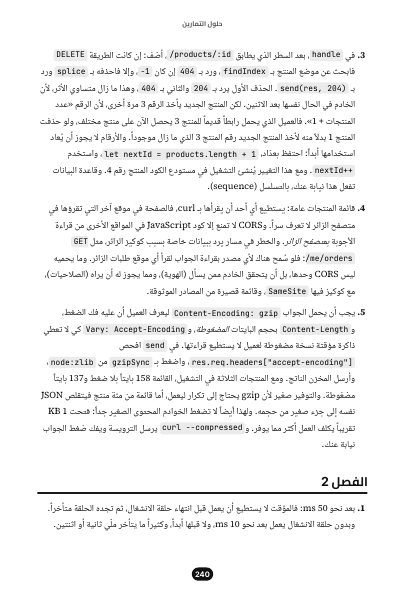 حلول التمارين
3. في handle، بعد السطر الذي يطابق /products/:id، أضف: إن كانت الطريقة DELETE
فابحث عن موضع المنتج بـ findIndex، ورد بـ 404 إن كان -1، وإلا فاحذفه بـ splice ورد
بـ send(res, 204). الحذف الأول يرد بـ 204 والثاني بـ 404، وهذا ما زال متساوي الأثر، لأن
الخادم في الحال نفسها بعد الاثنين. لكن المنتج الجديد يأخذ الرقم 3 مرة أخرى، لأن الرقم «عدد
المنتجات + 1». فالعميل الذي يحمل رابطاً قديماً للمنتج 3 يحصل الآن على منتج مختلف، ولو حذفت
المنتج 1 بدلاً منه لأخذ المنتج الجديد رقم المنتج 3 الذي ما زال موجوداً. والأرقام لا يجوز أن يُعاد
استخدامها أبداً: احتفظ بعدّاد، let nextId = products.length + 1، واستخدم
nextId++. ومع هذا التغيير يُنشئ التشغيل في مستودع الكود المنتج رقم 4. وقاعدة البيانات
تفعل هذا نيابة عنك، بالتسلسل (sequence).
4. قائمة المنتجات عامة: يستطيع أي أحد أن يقرأها بـ curl، فالصفحة في موقع آخر التي تقرؤها في
متصفح الزائر لا تعرف سراً. وCORS لا تمنع إلا كود JavaScript في المواقع الأخرى من قراءة
الأجوبة بمتصفح الزائر. والخطر في مسار يرد ببيانات خاصة بسبب كوكيز الزائر، مثل GET
/me/orders: فلو سُمح هناك لأي مصدر بقراءة الجواب لقرأ أي موقع طلبات الزائر. وما يحميه
ليس CORS وحدها، بل أن يتحقق الخادم ممن يسأل (الهوية)، ومما يجوز له أن يراه (الصلاحيات)،
مع كوكيز فيها SameSite، وقائمة قصيرة من المصادر الموثوقة.
5. يجب أن يحمل الجواب Content-Encoding: gzip ليعرف العميل أن عليه فك الضغط،
وContent-Length بحجم البايتات المضغوطة، وVary: Accept-Encoding كي لا تعطي
ذاكرة مؤقتة نسخة مضغوطة لعميل لا يستطيع قراءتها. في send افحص
res.req.headers["accept-encoding"]، واضغط بـ gzipSync من node:zlib،
وأرسل المخزن الناتج. ومع المنتجات الثلاثة في التشغيل، القائمة 158 بايتاً بلا ضغط و137 بايتاً
مضغوطة. والتوفير صغير لأن gzip يحتاج إلى تكرار ليعمل، أما قائمة من مئة منتج فيتقلص JSON
نفسه إلى جزء صغير من حجمه. ولهذا أيضاً لا تضغط الخوادم المحتوى الصغير جداً: فتحت 1 KB
تقريباً يكلف العمل أكثر مما يوفر. وcurl --compressed يرسل الترويسة ويفك ضغط الجواب
نيابة عنك.
الفصل 2
1. بعد نحو 50 ms: فالمؤقت لا يستطيع أن يعمل قبل انتهاء حلقة الانشغال، ثم تجده الحلقة متأخراً.
وبدون حلقة الانشغال يعمل بعد نحو 10 ms، ولا قبلها أبداً، وكثيراً ما يتأخر ملّي ثانية أو اثنتين.
240